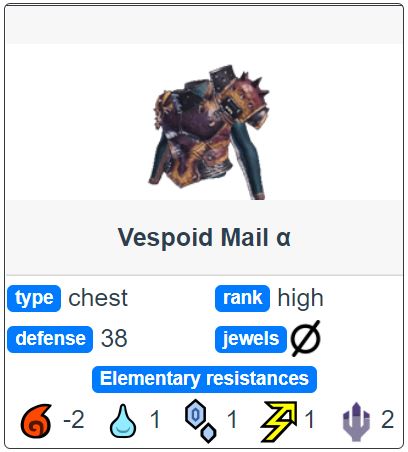 Vespoid Mail α
type chest rank high
defense 38 jewels Ø
Elementary resistances
-2 1 1 1 2